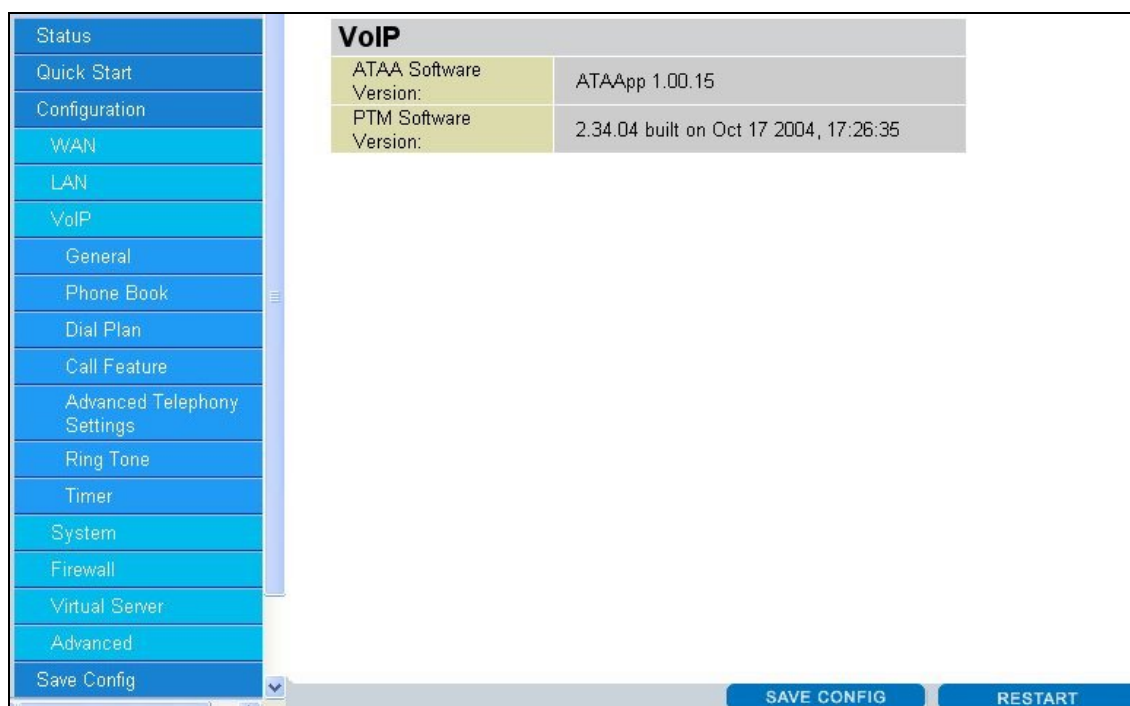 Status
Quick Start
Configuration
WAN
LAN
VoIP
General
Phone Book
Dial Plan
Call Feature
Advanced Telephony
Settings
Ring Tone
Timer
System
Firewall
Virtual Server
Advanced
Save Config
VoIP
ATAA Software
Version:
ATAApp 1.00.15
PTM Software
Version:
2.34.04 built on Oct 17 2004, 17:26:35
SAVE CONFIG
RESTART